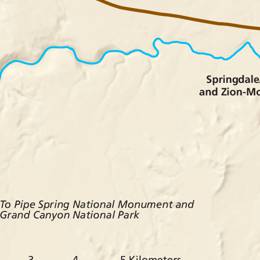 Springdale
and Zion-Mo
To Pipe Spring National Monument and
Grand Canyon National Park
3 4 5 Kilometers